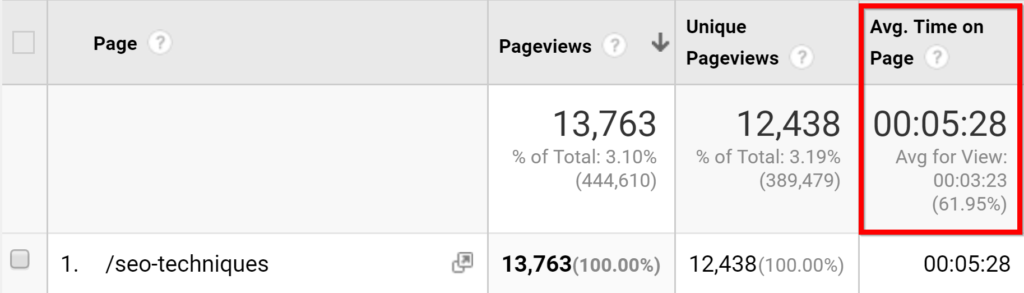 Page ?
Pageviews ?
Unique
Pageviews ?
Avg. Time on
Page ?
13,763
% of Total: 3.10%
(444,610)
12,438
% of Total: 3.19%
(389,479)
00:05:28
Avg for View:
00:03:23
(61.95%)
1. /seo-techniques 13,763(100.00%) 12,438(100.00%) 00:05:28